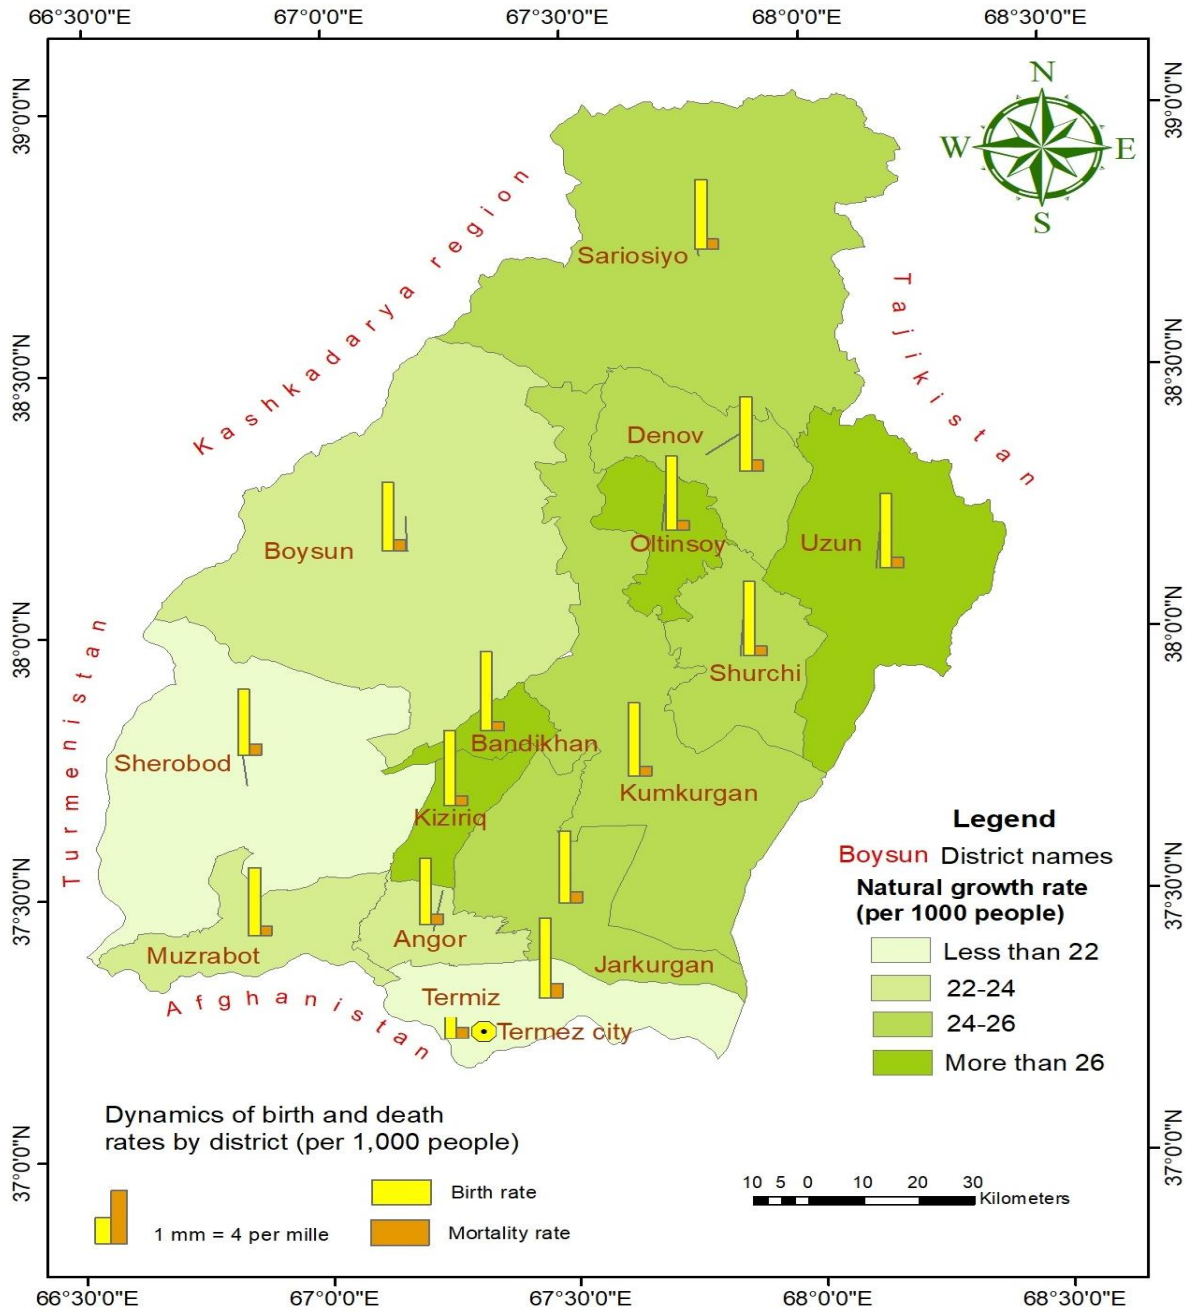 66°30'0"E 67°0'0"E 67°30'0"E 68°0'0"E 68°30'0"E
N
W E
S
39°0'0"N 39°0'0"N
Kashkadarya region
Sariosiyo
Tajikistan
38°30'0"N 38°30'0"N
Denov
Boysun
Oltinsoy
Uzun
Turmenistan
38°0'0"N 38°0'0"N
Shurchi
Bandikhan
Sherobod
Kumkurgan
Kiziriq
37°30'0"N 37°30'0"N
Angor
Muzrabot
Jarkurgan
Termiz
Afghanistan
Termez city
Legend
Boysun District names
Natural growth rate
(per 1000 people)
Less than 22
22-24
24-26
More than 26
Dynamics of birth and death
rates by district (per 1,000 people)
37°0'0"N 37°0'0"N
1 mm = 4 per mille
Birth rate
Mortality rate
10 5 0 10 20 30
Kilometers
66°30'0"E 67°0'0"E 67°30'0"E 68°0'0"E 68°30'0"E